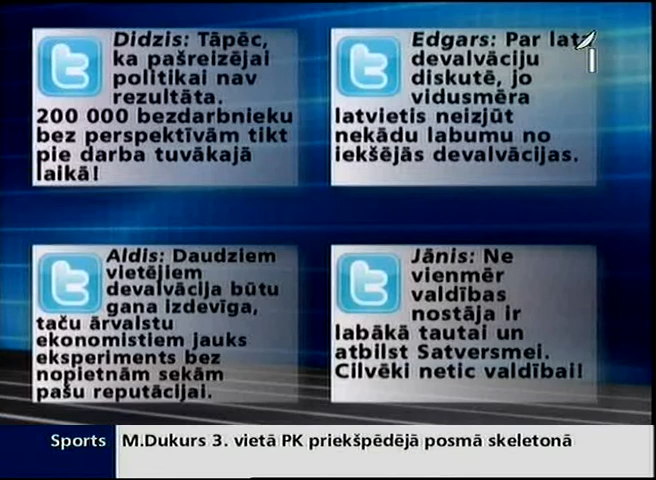 Didzis: Tāpēc,
ka pašreizējai
politikai nav
rezultāta.
200 000 bezdarbnieku
bez perspektīvām tikt
pie darba tuvākajā
laikā!
Edgars: Par lata
devalvāciju
diskutē, jo
vidusmēra
latvietis neizjūt
nekādu labumu no
iekšējās devalvācijas.
Aldis: Daudziem
vietējiem
devalvācija būtu
gana izdevīga,
taču ārvalstu
ekonomistiem jauks
eksperiments bez
nopietnām sekām
pašu reputācijai.
Jānis: Ne
vienmēr
valdības
nostāja ir
labākā tautai un
atbilst Satversmei.
Cilvēki netic valdībai!
Sports M.Dukurs 3. vietā PK priekšpēdējā posmā skeletonā